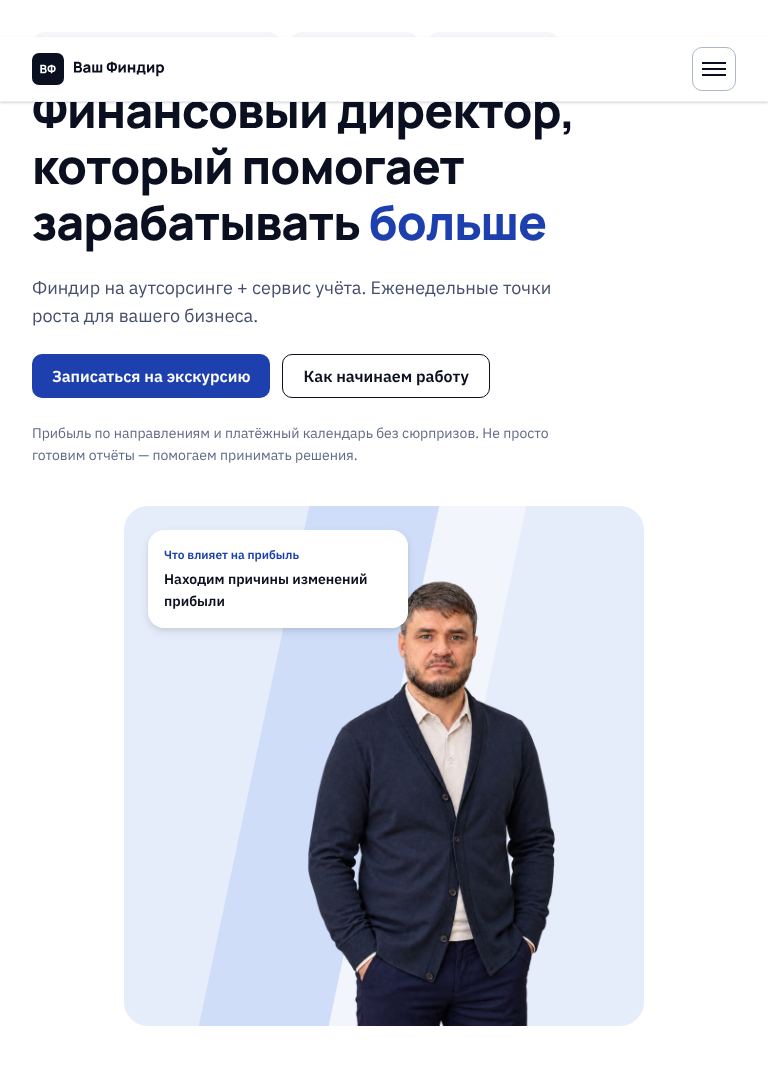 ВФ Ваш Финдир
Финансовый директор,
который помогает
зарабатывать больше
Финдир на аутсорсинге + сервис учёта. Еженедельные точки
роста для вашего бизнеса.
Записаться на экскурсию
Как начинаем работу
Прибыль по направлениям и платёжный календарь без сюрпризов. Не просто
готовим отчёты — помогаем принимать решения.
Что влияет на прибыль
Находим причины изменений
прибыли